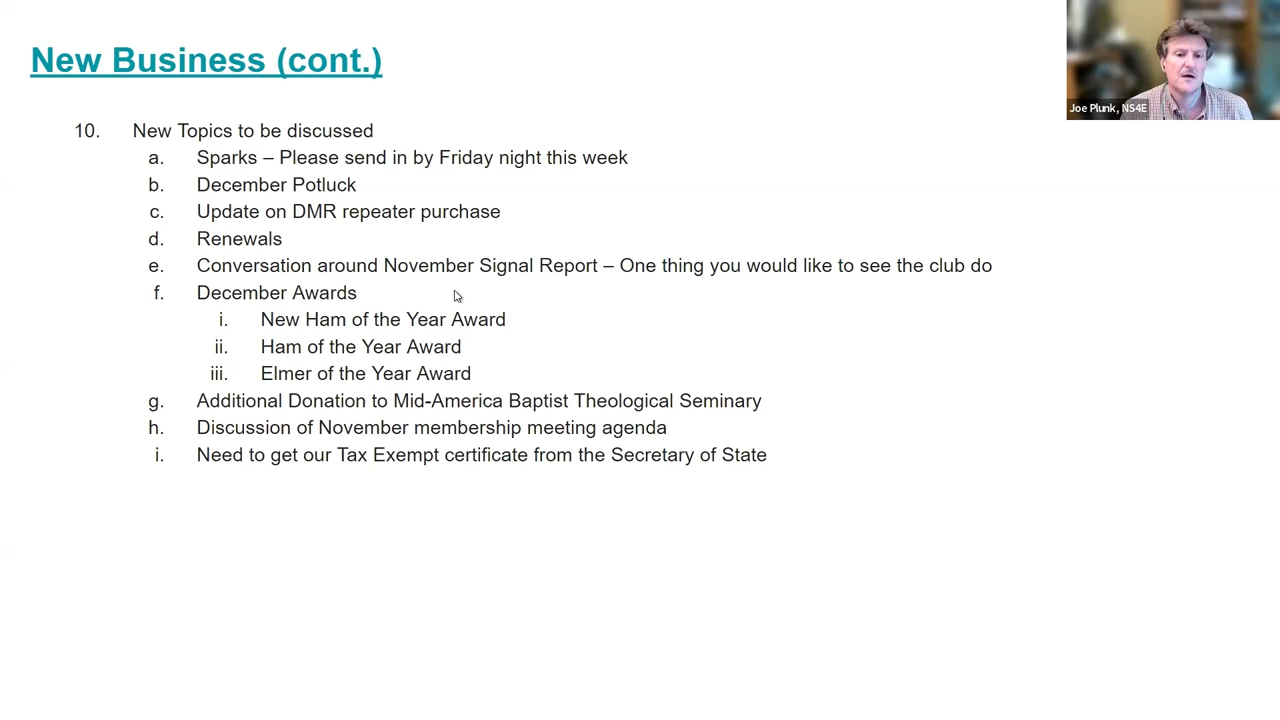 New Business (cont.)
Joe Plunk, NS4E
10. New Topics to be discussed
a. Sparks – Please send in by Friday night this week
b. December Potluck
c. Update on DMR repeater purchase
d. Renewals
e. Conversation around November Signal Report – One thing you would like to see the club do
f. December Awards
i. New Ham of the Year Award
ii. Ham of the Year Award
iii. Elmer of the Year Award
g. Additional Donation to Mid-America Baptist Theological Seminary
h. Discussion of November membership meeting agenda
i. Need to get our Tax Exempt certificate from the Secretary of State